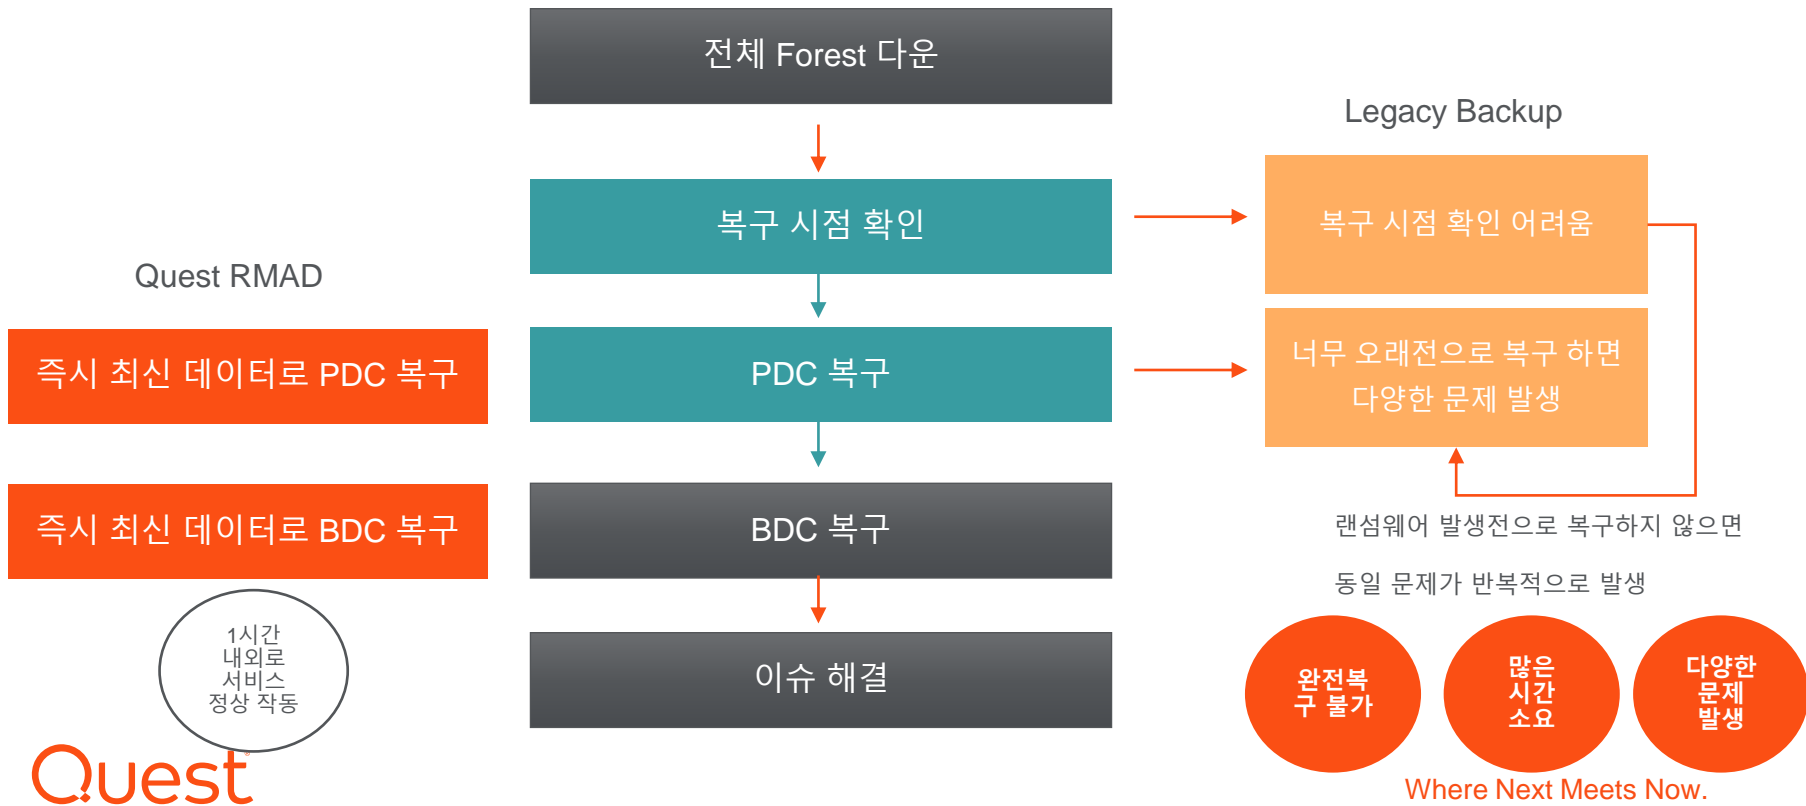 전체 Forest 다운
Legacy Backup
복구 시점 확인
복구 시점 확인 어려움
Quest RMAD
즉시 최신 데이터로 PDC 복구
PDC 복구
너무 오래전으로 복구 하면
다양한 문제 발생
즉시 최신 데이터로 BDC 복구
BDC 복구
랜섬웨어 발생전으로 복구하지 않으면
동일 문제가 반복적으로 발생
1시간
내외로
서비스
정상 작동
이슈 해결
완전복
구 불가
많은
시간
소요
다양한
문제
발생
Quest
Where Next Meets Now.